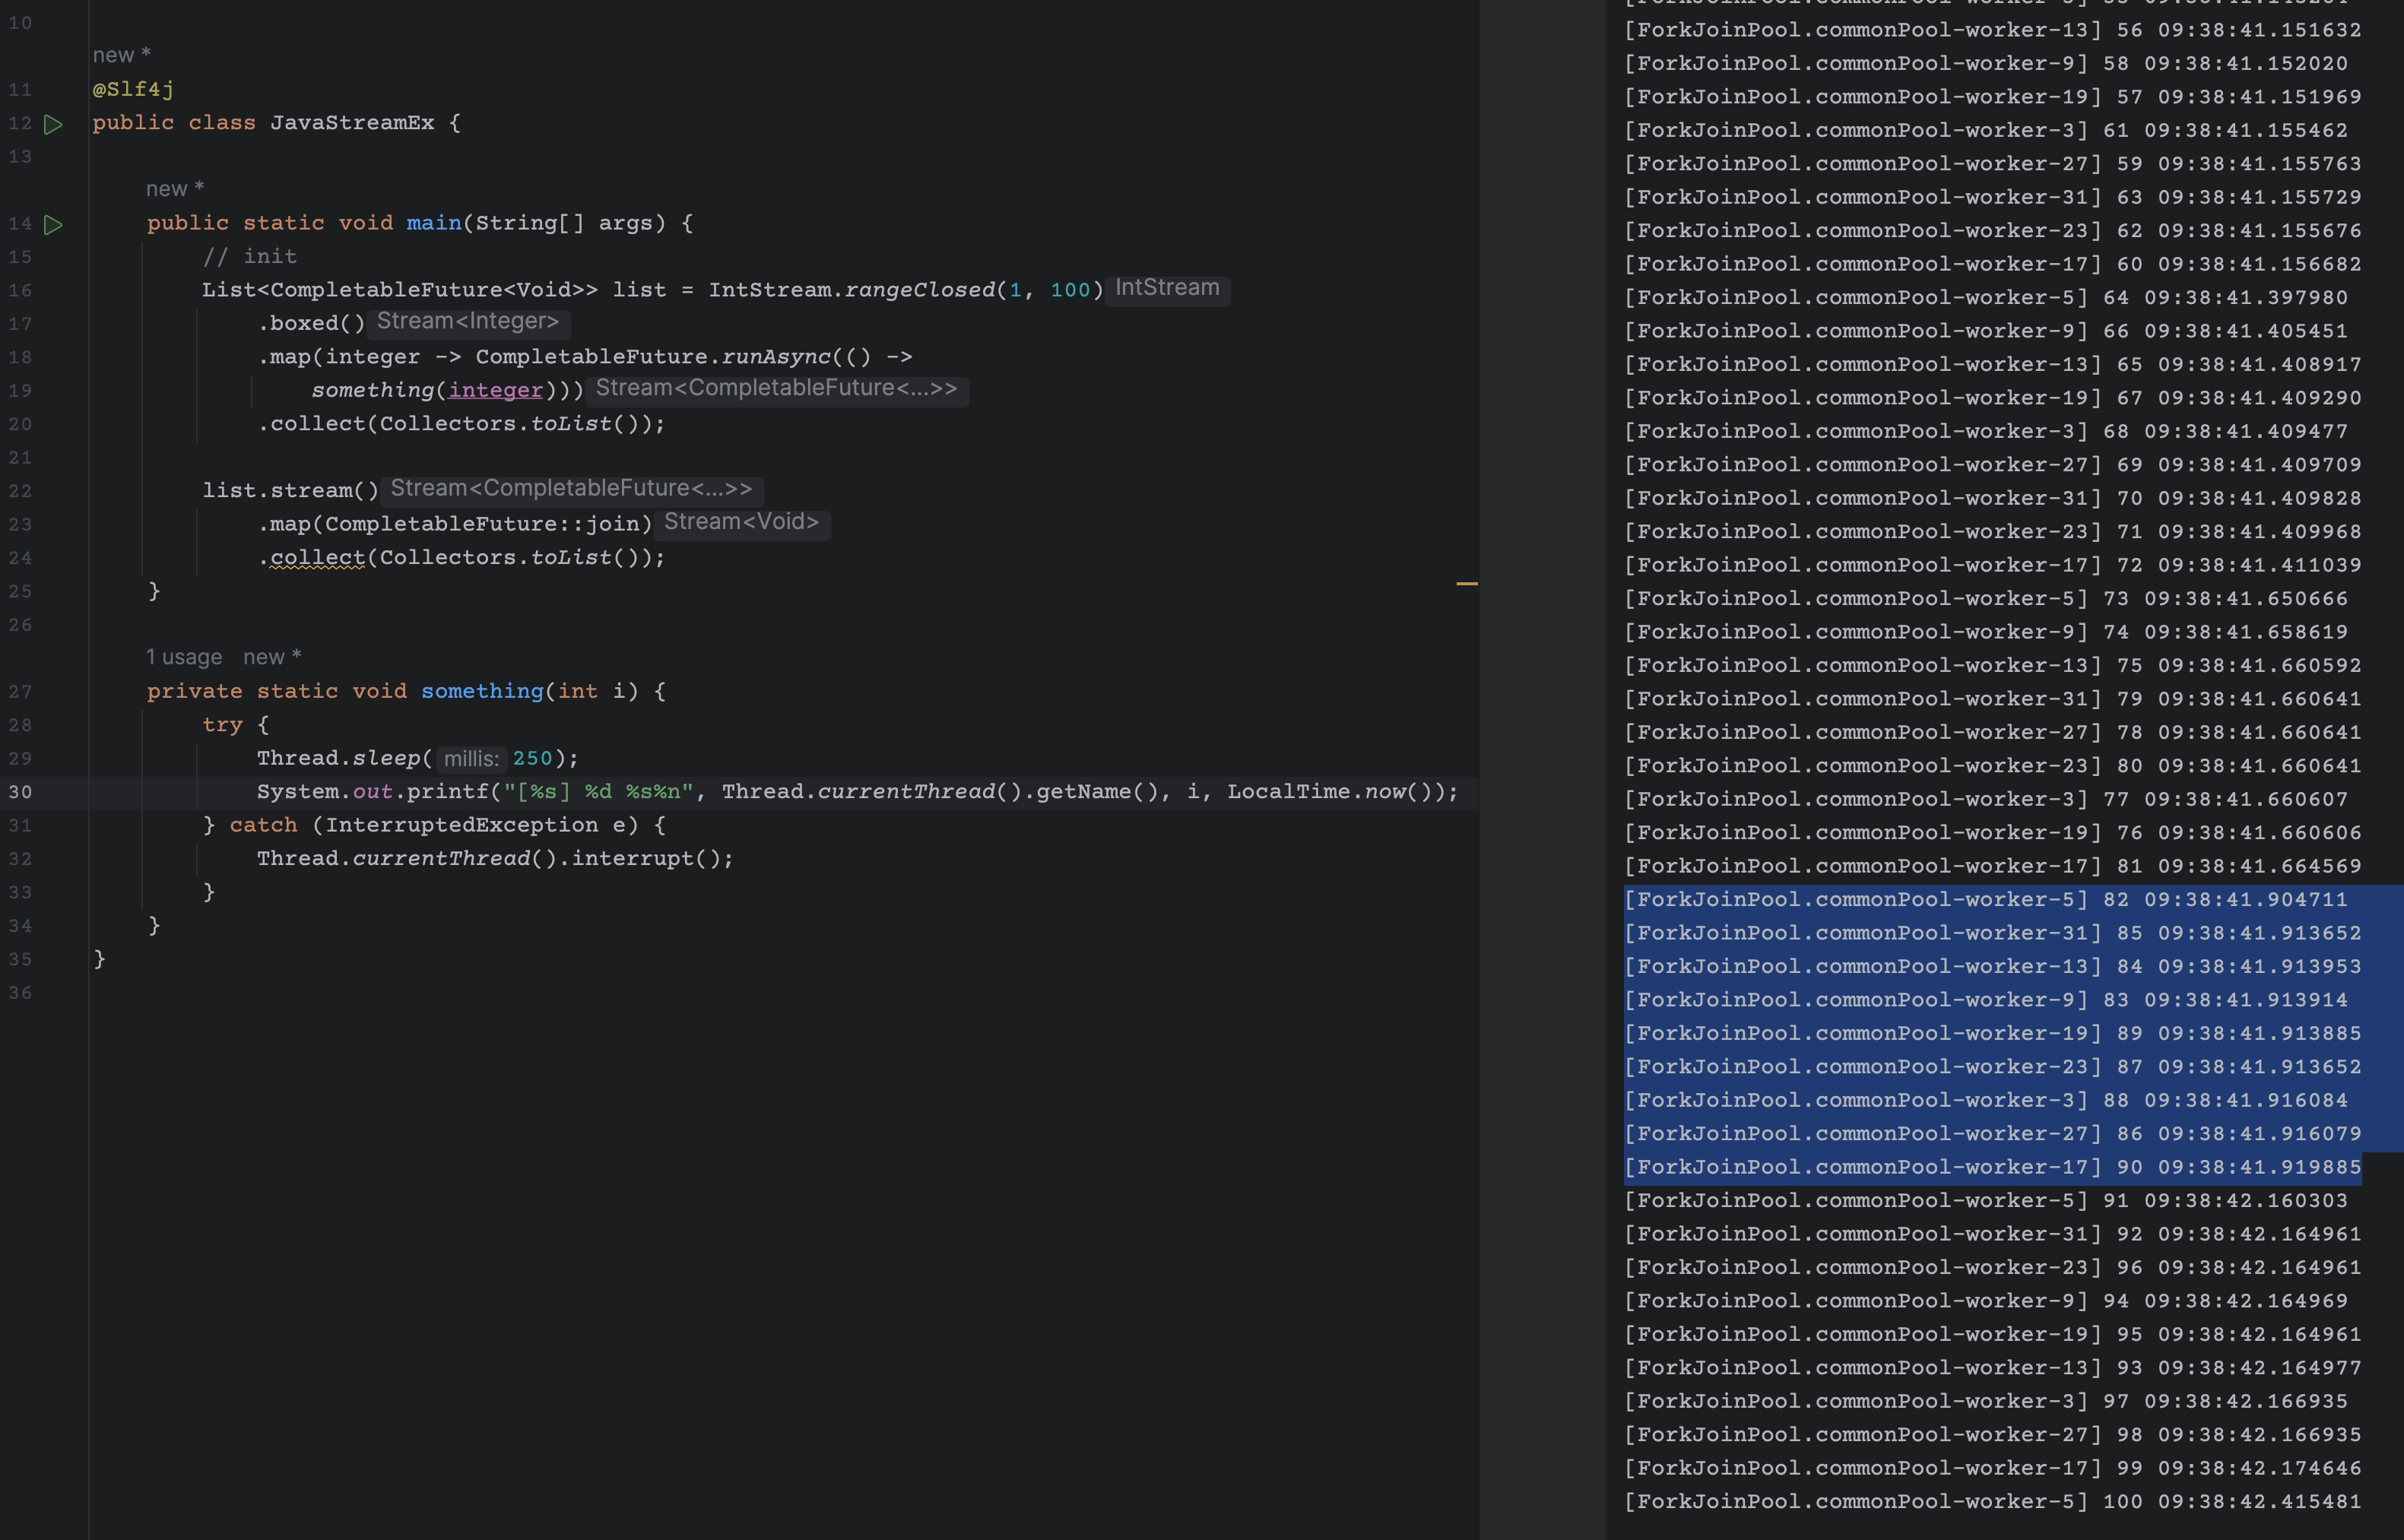 10
new *
11 @Slf4j
12 public class JavaStreamEx {
13
new *
14 public static void main(String[] args) {
15 // init
16 List<CompletableFuture<Void>> list = IntStream.rangeClosed(1, 100) IntStream
17 .boxed() Stream<Integer>
18 .map(integer -> CompletableFuture.runAsync(() ->
19 something(integer))) Stream<CompletableFuture<...>>
20 .collect(Collectors.toList());
21
22 list.stream() Stream<CompletableFuture<...>>
23 .map(CompletableFuture::join) Stream<Void>
24 .collect(Collectors.toList());
25 }
26
1 usage new *
27 private static void something(int i) {
28 try {
29 Thread.sleep( millis: 250);
30 System.out.printf("[%s] %d %s%n", Thread.currentThread().getName(), i, LocalTime.now());
31 } catch (InterruptedException e) {
32 Thread.currentThread().interrupt();
33 }
34 }
35 }
36
[ForkJoinPool.commonPool-worker-13] 56 09:38:41.151632
[ForkJoinPool.commonPool-worker-9] 58 09:38:41.152020
[ForkJoinPool.commonPool-worker-19] 57 09:38:41.151969
[ForkJoinPool.commonPool-worker-3] 61 09:38:41.155462
[ForkJoinPool.commonPool-worker-27] 59 09:38:41.155763
[ForkJoinPool.commonPool-worker-31] 63 09:38:41.155729
[ForkJoinPool.commonPool-worker-23] 62 09:38:41.155676
[ForkJoinPool.commonPool-worker-17] 60 09:38:41.156682
[ForkJoinPool.commonPool-worker-5] 64 09:38:41.397980
[ForkJoinPool.commonPool-worker-9] 66 09:38:41.405451
[ForkJoinPool.commonPool-worker-13] 65 09:38:41.408917
[ForkJoinPool.commonPool-worker-19] 67 09:38:41.409290
[ForkJoinPool.commonPool-worker-3] 68 09:38:41.409477
[ForkJoinPool.commonPool-worker-27] 69 09:38:41.409709
[ForkJoinPool.commonPool-worker-31] 70 09:38:41.409828
[ForkJoinPool.commonPool-worker-23] 71 09:38:41.409968
[ForkJoinPool.commonPool-worker-17] 72 09:38:41.411039
[ForkJoinPool.commonPool-worker-5] 73 09:38:41.650666
[ForkJoinPool.commonPool-worker-9] 74 09:38:41.658619
[ForkJoinPool.commonPool-worker-13] 75 09:38:41.660592
[ForkJoinPool.commonPool-worker-31] 79 09:38:41.660641
[ForkJoinPool.commonPool-worker-27] 78 09:38:41.660641
[ForkJoinPool.commonPool-worker-23] 80 09:38:41.660641
[ForkJoinPool.commonPool-worker-3] 77 09:38:41.660607
[ForkJoinPool.commonPool-worker-19] 76 09:38:41.660606
[ForkJoinPool.commonPool-worker-17] 81 09:38:41.664569
[ForkJoinPool.commonPool-worker-5] 82 09:38:41.904711
[ForkJoinPool.commonPool-worker-31] 85 09:38:41.913652
[ForkJoinPool.commonPool-worker-13] 84 09:38:41.913953
[ForkJoinPool.commonPool-worker-9] 83 09:38:41.913914
[ForkJoinPool.commonPool-worker-19] 89 09:38:41.913885
[ForkJoinPool.commonPool-worker-23] 87 09:38:41.913652
[ForkJoinPool.commonPool-worker-3] 88 09:38:41.916084
[ForkJoinPool.commonPool-worker-27] 86 09:38:41.916079
[ForkJoinPool.commonPool-worker-17] 90 09:38:41.919885
[ForkJoinPool.commonPool-worker-5] 91 09:38:42.160303
[ForkJoinPool.commonPool-worker-31] 92 09:38:42.164961
[ForkJoinPool.commonPool-worker-23] 96 09:38:42.164961
[ForkJoinPool.commonPool-worker-9] 94 09:38:42.164969
[ForkJoinPool.commonPool-worker-19] 95 09:38:42.164961
[ForkJoinPool.commonPool-worker-13] 93 09:38:42.164977
[ForkJoinPool.commonPool-worker-3] 97 09:38:42.166935
[ForkJoinPool.commonPool-worker-27] 98 09:38:42.166935
[ForkJoinPool.commonPool-worker-17] 99 09:38:42.174646
[ForkJoinPool.commonPool-worker-5] 100 09:38:42.415481